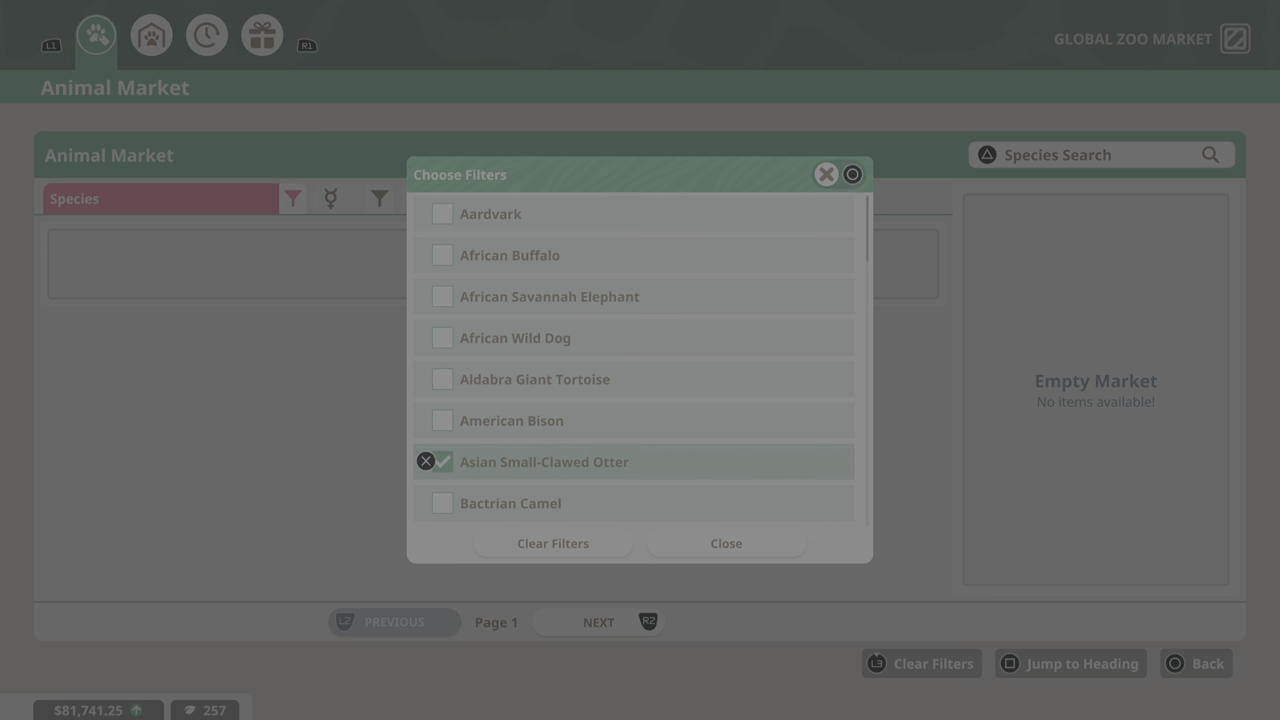 L1
R1
GLOBAL ZOO MARKET
Animal Market
Animal Market
Species Search
Species
Choose Filters
Aardvark
African Buffalo
African Savannah Elephant
African Wild Dog
Aldabra Giant Tortoise
American Bison
Asian Small-Clawed Otter
Bactrian Camel
Clear Filters
Close
Empty Market
No items available!
L2 PREVIOUS
Page 1
NEXT R2
L3 Clear Filters
Jump to Heading
Back
$81,741.25
257